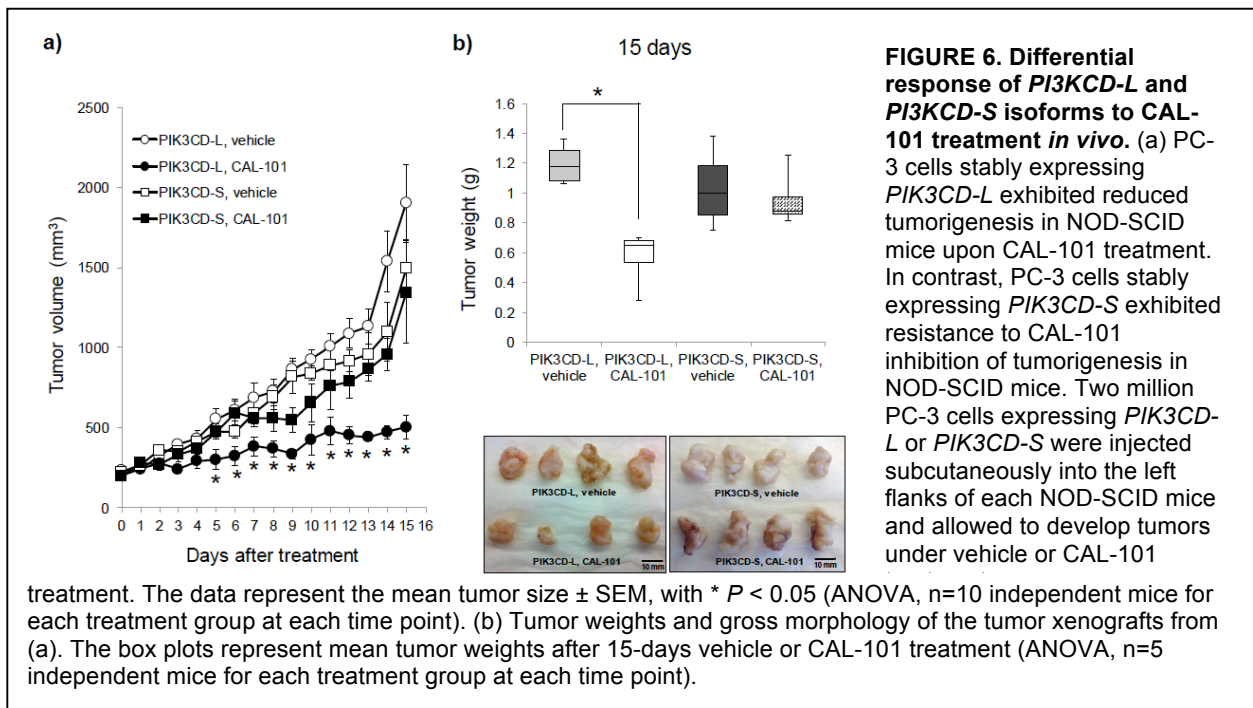 a)
2500
2000
1500
1000
500
0
Tumor volume (mm³)
PIK3CD-L, vehicle
PIK3CD-L, CAL-101
PIK3CD-S, vehicle
PIK3CD-S, CAL-101
* * * * * * * * * * *
0 1 2 3 4 5 6 7 8 9 10 11 12 13 14 15 16
Days after treatment
b)
15 days
*
1.6
1.4
1.2
1
0.8
0.6
0.4
0.2
0
Tumor weight (g)
PIK3CD-L, vehicle
PIK3CD-L, CAL-101
PIK3CD-S, vehicle
PIK3CD-S, CAL-101
PIK3CD-L, vehicle
PIK3CD-L, CAL-101
10 mm
PIK3CD-S, vehicle
PIK3CD-S, CAL-101
10 mm
FIGURE 6. Differential
response of PI3KCD-L and
PI3KCD-S isoforms to CAL-
101 treatment in vivo. (a) PC-
3 cells stably expressing
PIK3CD-L exhibited reduced
tumorigenesis in NOD-SCID
mice upon CAL-101 treatment.
In contrast, PC-3 cells stably
expressing PIK3CD-S exhibited
resistance to CAL-101
inhibition of tumorigenesis in
NOD-SCID mice. Two million
PC-3 cells expressing PIK3CD-
L or PIK3CD-S were injected
subcutaneously into the left
flanks of each NOD-SCID mice
and allowed to develop tumors
under vehicle or CAL-101
treatment. The data represent the mean tumor size ± SEM, with * P < 0.05 (ANOVA, n=10 independent mice for
each treatment group at each time point). (b) Tumor weights and gross morphology of the tumor xenografts from
(a). The box plots represent mean tumor weights after 15-days vehicle or CAL-101 treatment (ANOVA, n=5
independent mice for each treatment group at each time point).